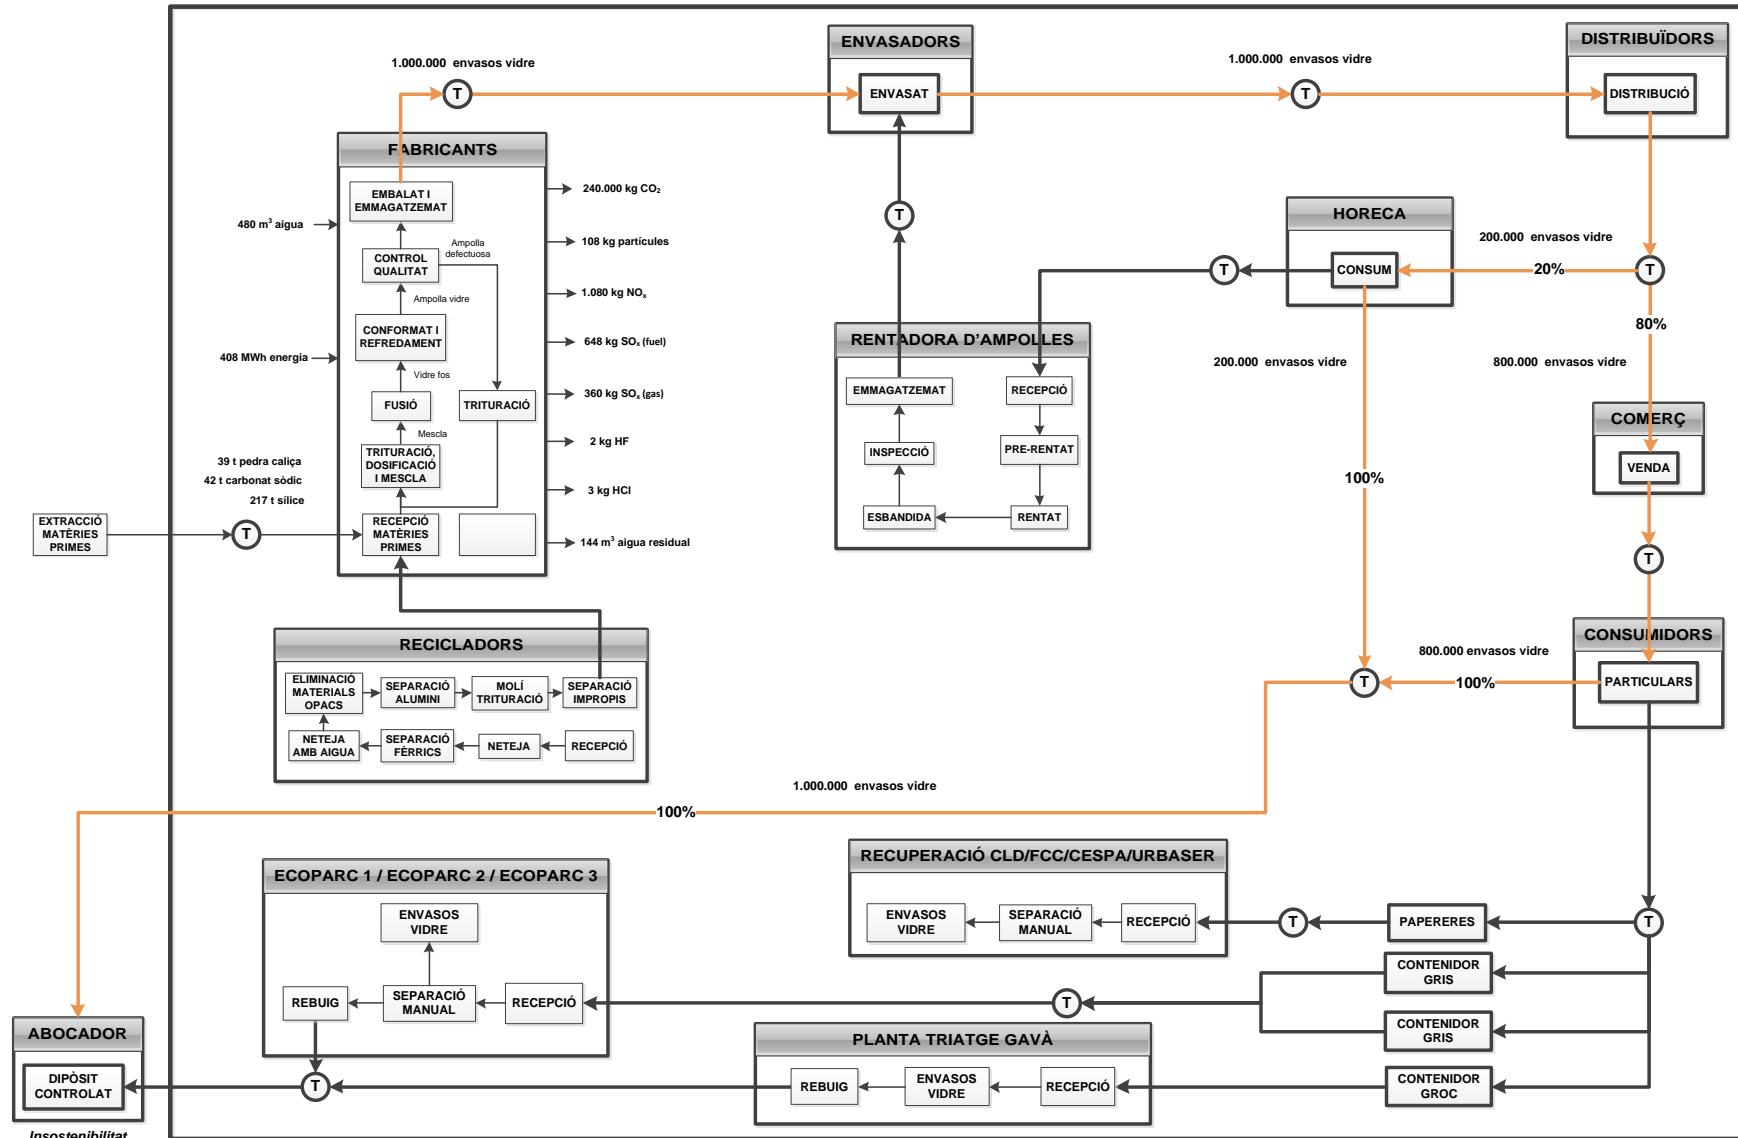 1.000.000 envasos vidre
T
ENVASADORS
ENVASAT
1.000.000 envasos vidre
T
DISTRIBUÏDORS
DISTRIBUCIÓ
FABRICANTS
EMBALAT I
EMMAGATZEMAT
CONTROL
QUALITAT
Ampolla
defectuosa
Ampolla vidre
CONFORMAT I
REFREDAMENT
Vidre fos
FUSIÓ
TRITURACIÓ
Mescla
TRITURACIÓ,
DOSIFICACIÓ
I MESCLA
RECEPCIÓ
MATÈRIES
PRIMES
480 m³ aigua
408 MWh energia
39 t pedra caliça
42 t carbonat sòdic
217 t sílice
EXTRACCIÓ
MATÈRIES
PRIMES
T
240.000 kg CO₂
108 kg partícules
1.080 kg NOₓ
648 kg SOₓ (fuel)
360 kg SOₓ (gas)
2 kg HF
3 kg HCl
144 m³ aigua residual
T
HORECA
CONSUM
T
200.000 envasos vidre
20%
T
80%
800.000 envasos vidre
200.000 envasos vidre
100%
RENTADORA D'AMPOLLES
EMMAGATZEMAT
RECEPCIÓ
INSPECCIÓ
PRE-RENTAT
ESBANDIDA
RENTAT
COMERÇ
VENDA
T
CONSUMIDORS
PARTICULARS
800.000 envasos vidre
100%
T
RECICLADORS
ELIMINACIÓ
MATERIALS
OPACS
SEPARACIÓ
ALUMINI
MOLÍ
TRITURACIÓ
SEPARACIÓ
IMPROPIS
NETEJA
AMB AIGUA
SEPARACIÓ
FÈRRICS
NETEJA
RECEPCIÓ
1.000.000 envasos vidre
100%
RECUPERACIÓ CLD/FCC/CESPA/URBASER
ENVASOS
VIDRE
SEPARACIÓ
MANUAL
RECEPCIÓ
T
PAPERERES
T
CONTENIDOR
GRIS
CONTENIDOR
GRIS
CONTENIDOR
GROC
ECOPARC 1 / ECOPARC 2 / ECOPARC 3
ENVASOS
VIDRE
REBUIG
SEPARACIÓ
MANUAL
RECEPCIÓ
T
PLANTA TRIATGE GAVÀ
REBUIG
ENVASOS
VIDRE
RECEPCIÓ
T
ABOCADOR
DIPÒSIT
CONTROLAT
Insostenibilitat